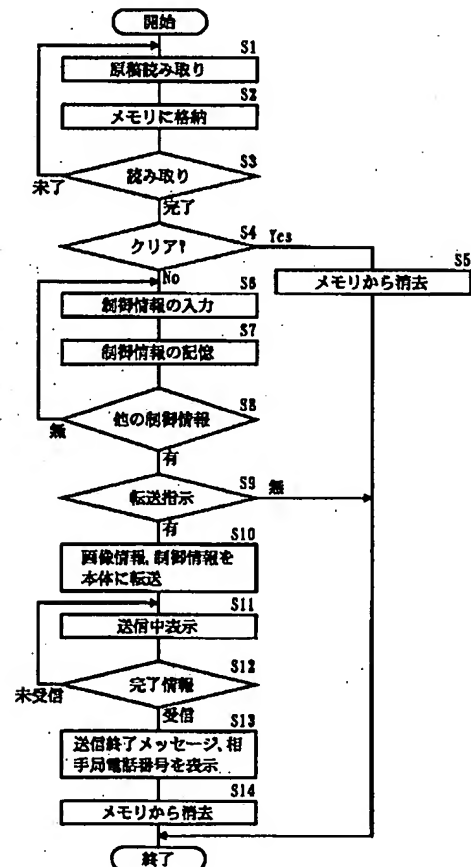 開始
S1
原稿読み取り
S2
メモリに格納
S3
読み取り
未了
完了
S4
クリア?
Yes
No
S5
メモリから消去
S6
制御情報の入力
S7
制御情報の記憶
S8
他の制御情報
無
有
S9
転送指示
無
有
S10
画像情報,制御情報を
本体に転送
S11
送信中表示
S12
完了情報
未受信
受信
S13
送信終了メッセージ,相
手局電話番号を表示
S14
メモリから消去
終了